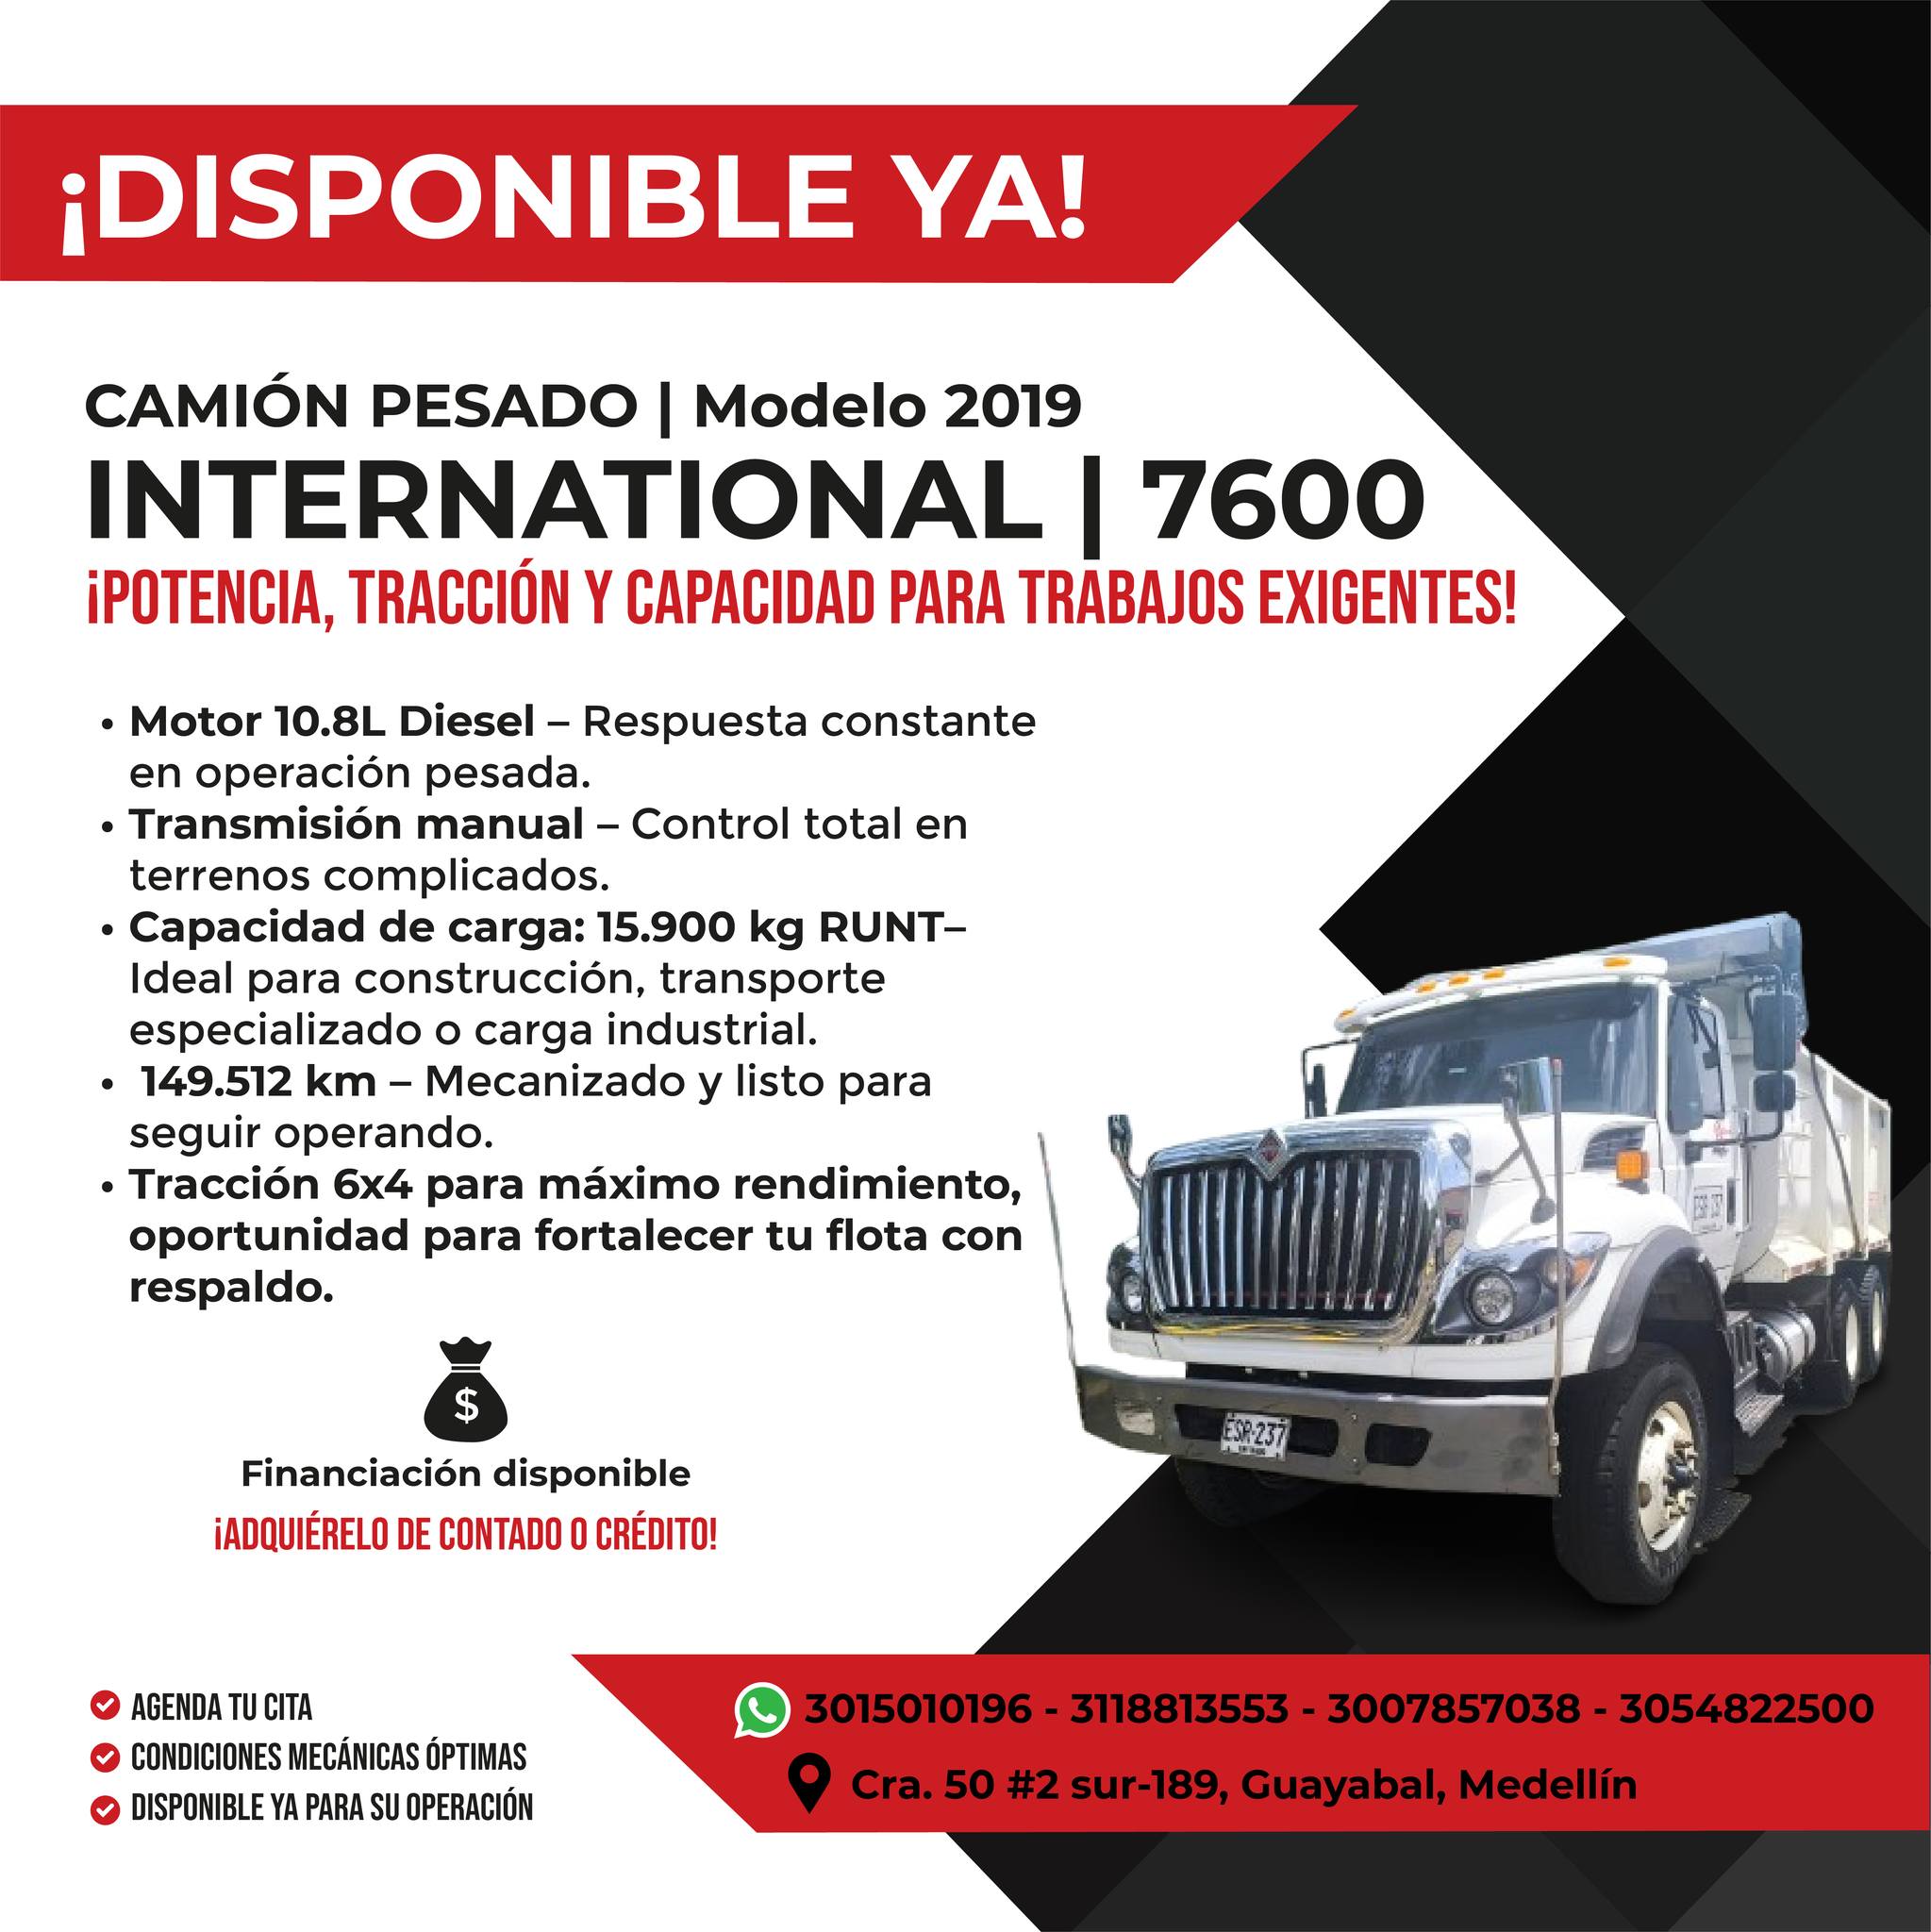 ¡DISPONIBLE YA!
CAMIÓN PESADO | Modelo 2019
INTERNATIONAL | 7600
¡POTENCIA, TRACCIÓN Y CAPACIDAD PARA TRABAJOS EXIGENTES!
• Motor 10.8L Diesel – Respuesta constante
en operación pesada.
• Transmisión manual – Control total en
terrenos complicados.
• Capacidad de carga: 15.900 kg RUNT–
Ideal para construcción, transporte
especializado o carga industrial.
• 149.512 km – Mecanizado y listo para
seguir operando.
• Tracción 6x4 para máximo rendimiento,
oportunidad para fortalecer tu flota con
respaldo.
$
Financiación disponible
¡ADQUIÉRELO DE CONTADO O CRÉDITO!
ESR-237
ESR-237
AGENDA TU CITA
CONDICIONES MECÁNICAS ÓPTIMAS
DISPONIBLE YA PARA SU OPERACIÓN
3015010196 - 3118813553 - 3007857038 - 3054822500
Cra. 50 #2 sur-189, Guayabal, Medellín